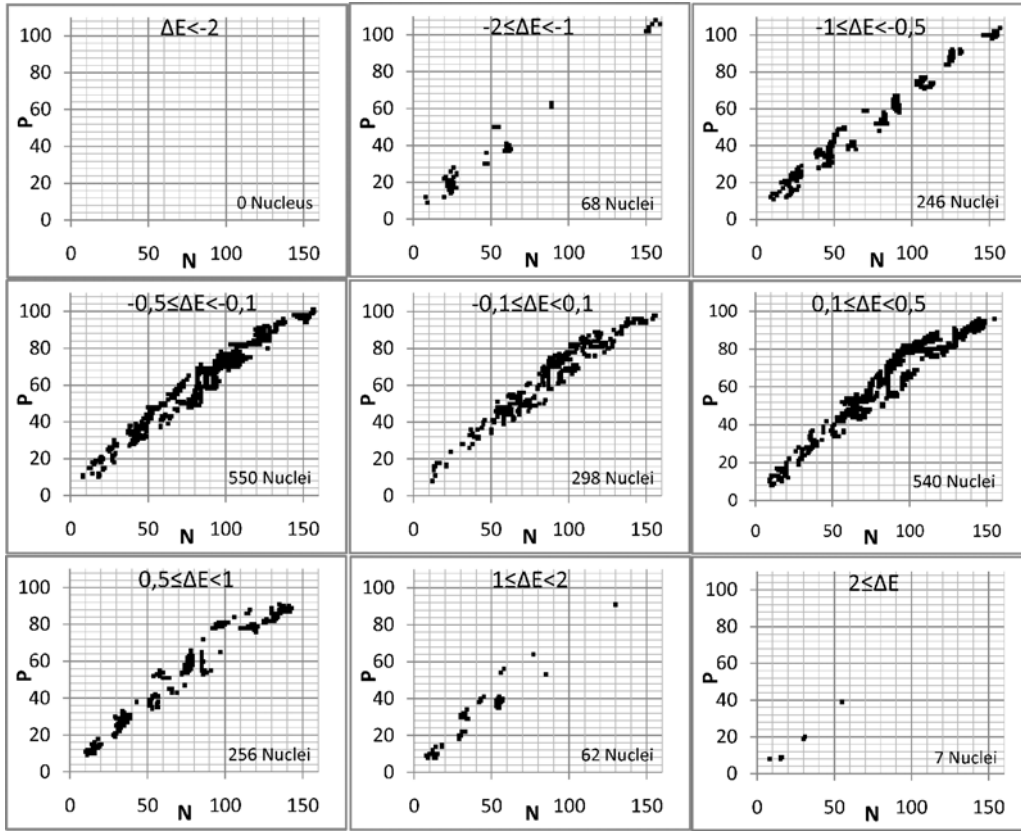 ΔE<-2
100
80
60
40
20
0
P
0 Nucleus
0 50 100 150
N
-2≤ΔE<-1
100
80
60
40
20
0
P
68 Nuclei
0 50 100 150
N
-1≤ΔE<-0,5
100
80
60
40
20
0
P
246 Nuclei
0 50 100 150
N
-0,5≤ΔE<-0,1
100
80
60
40
20
0
P
550 Nuclei
0 50 100 150
N
-0,1≤ΔE<0,1
100
80
60
40
20
0
P
298 Nuclei
0 50 100 150
N
0,1≤ΔE<0,5
100
80
60
40
20
0
P
540 Nuclei
0 50 100 150
N
0,5≤ΔE<1
100
80
60
40
20
0
P
256 Nuclei
0 50 100 150
N
1≤ΔE<2
100
80
60
40
20
0
P
62 Nuclei
0 50 100 150
N
2≤ΔE
100
80
60
40
20
0
P
7 Nuclei
0 50 100 150
N